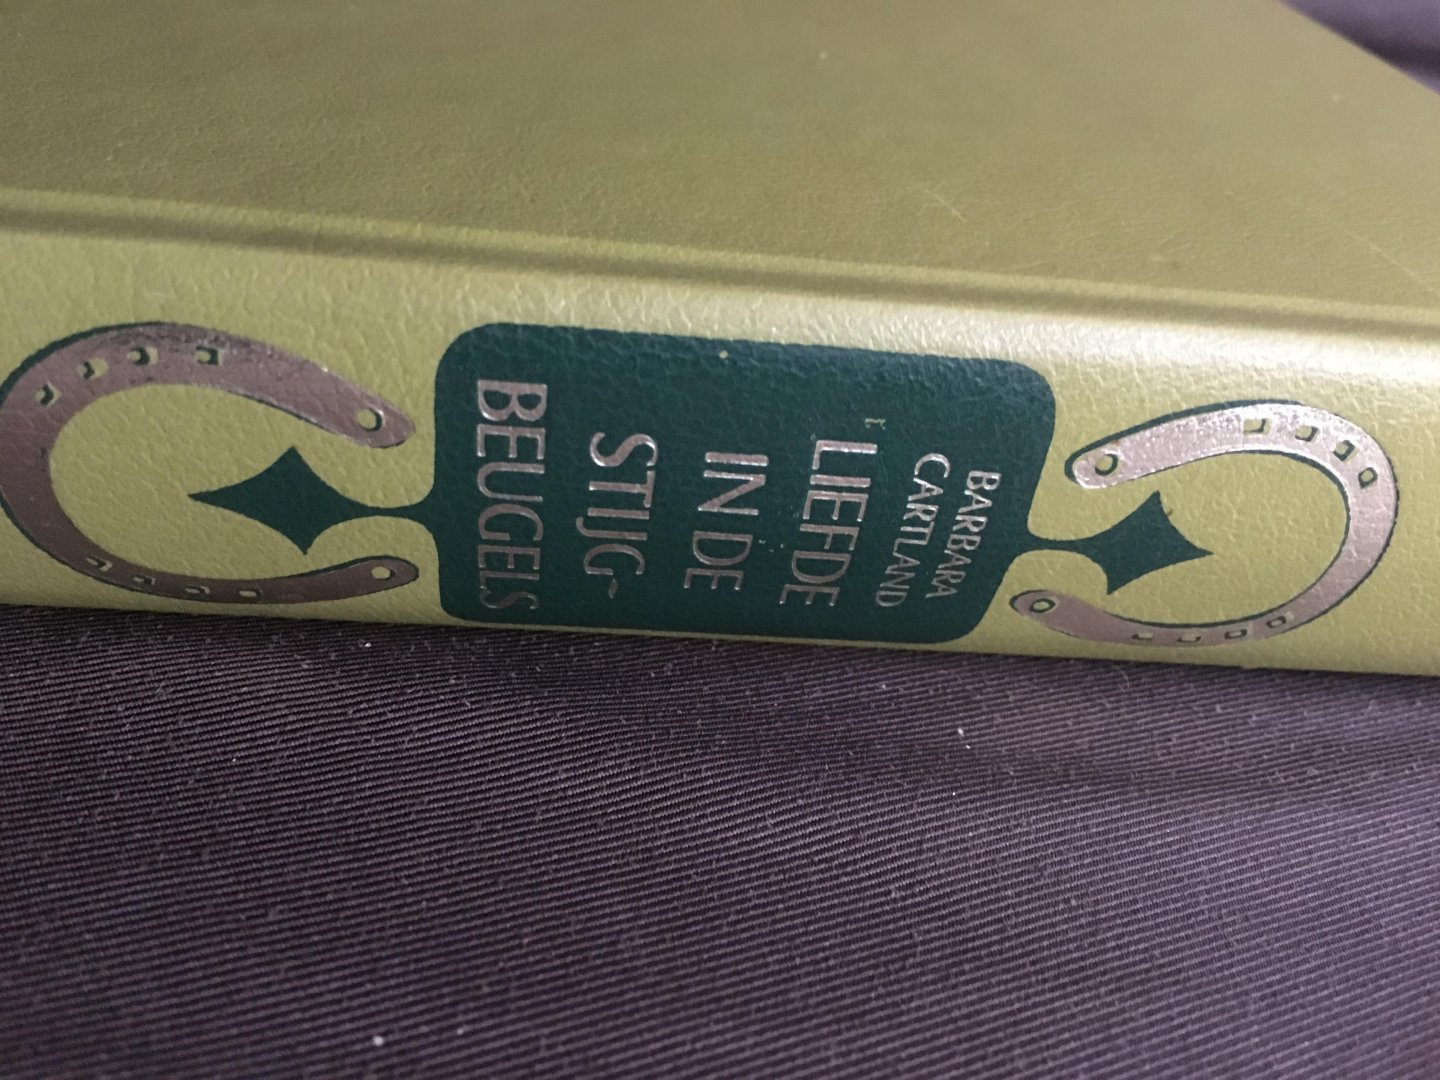 BARBARA
CARTLAND
LIEFDE
IN DE
STIJG~
BEUGELS